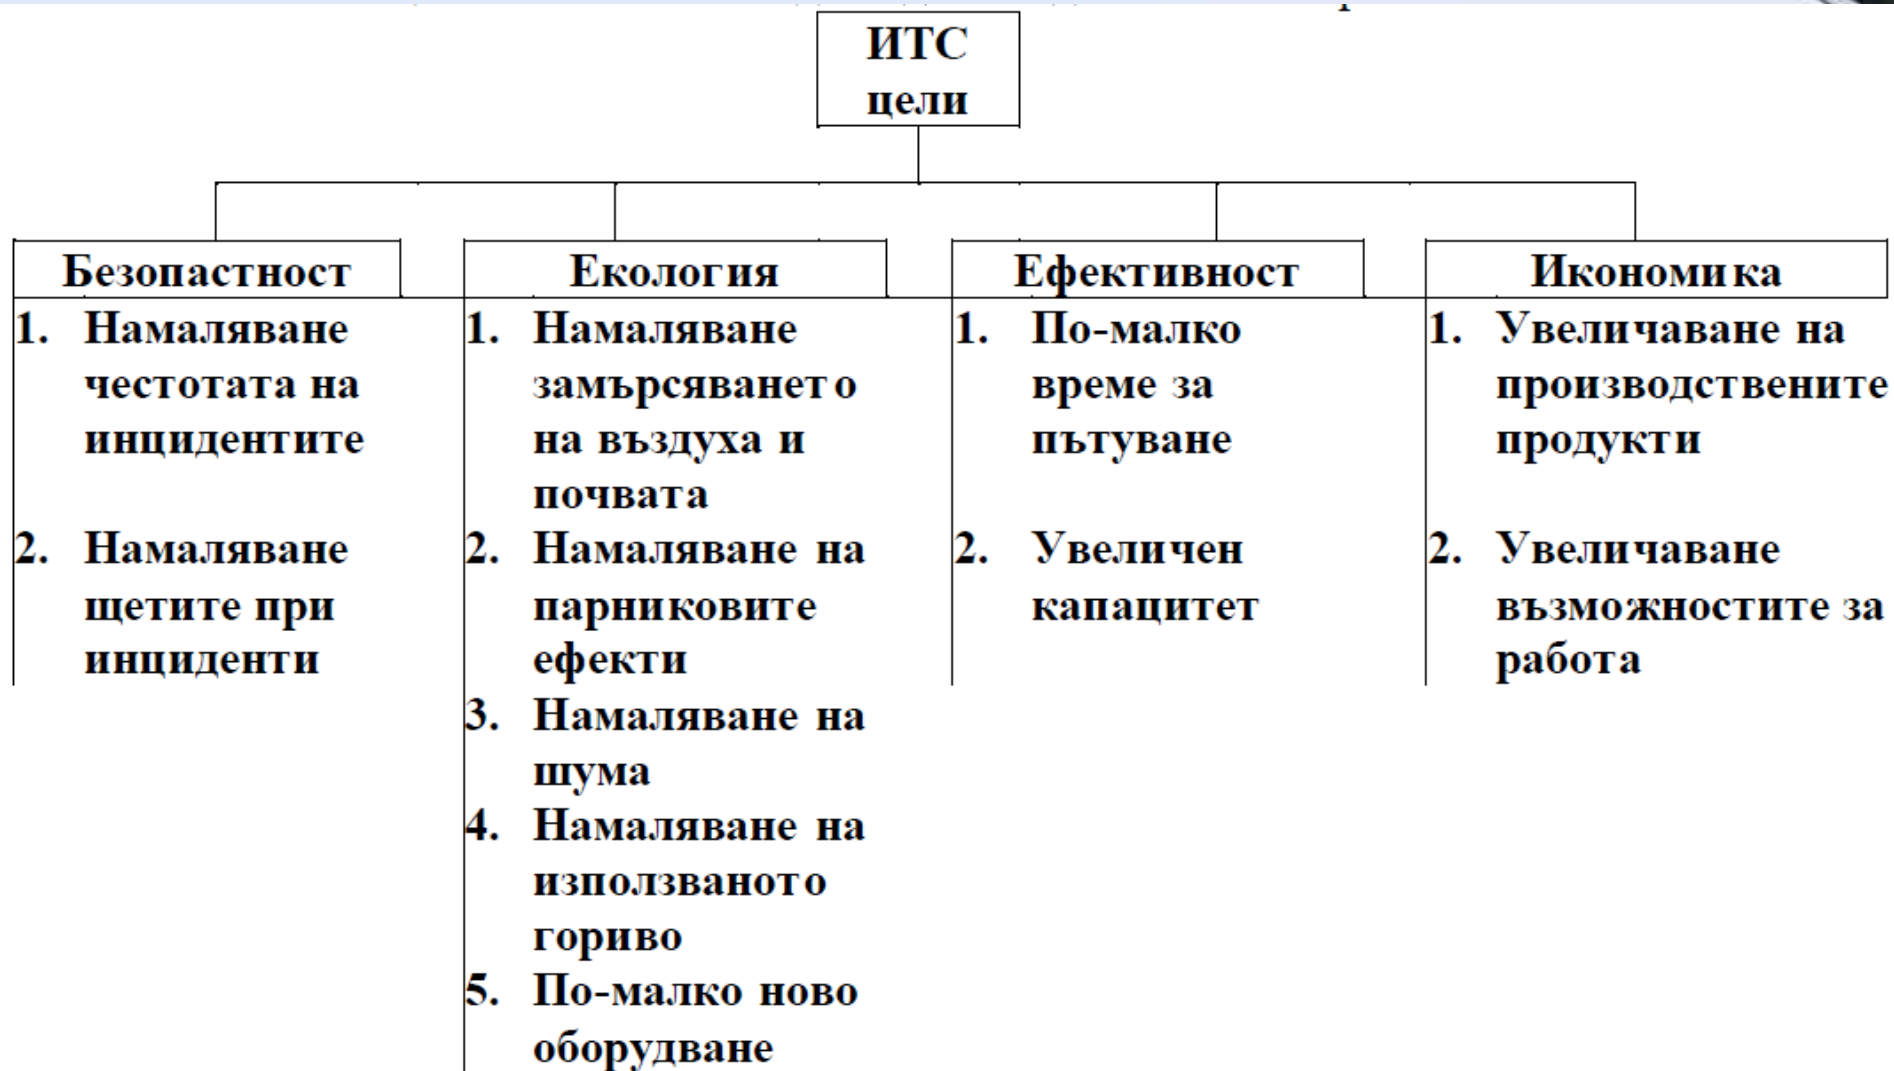 ИТС
цели
Безопастност
1. Намаляване
честотата на
инцидентите
2. Намаляване
щетите при
инциденти
Екология
1. Намаляване
замърсяването
на въздуха и
почвата
2. Намаляване на
парниковите
ефекти
3. Намаляване на
шума
4. Намаляване на
използваното
гориво
5. По-малко ново
оборудване
Ефективност
1. По-малко
време за
пътуване
2. Увеличен
капацитет
Икономика
1. Увеличаване на
производствените
продукти
2. Увеличаване
възможностите за
работа